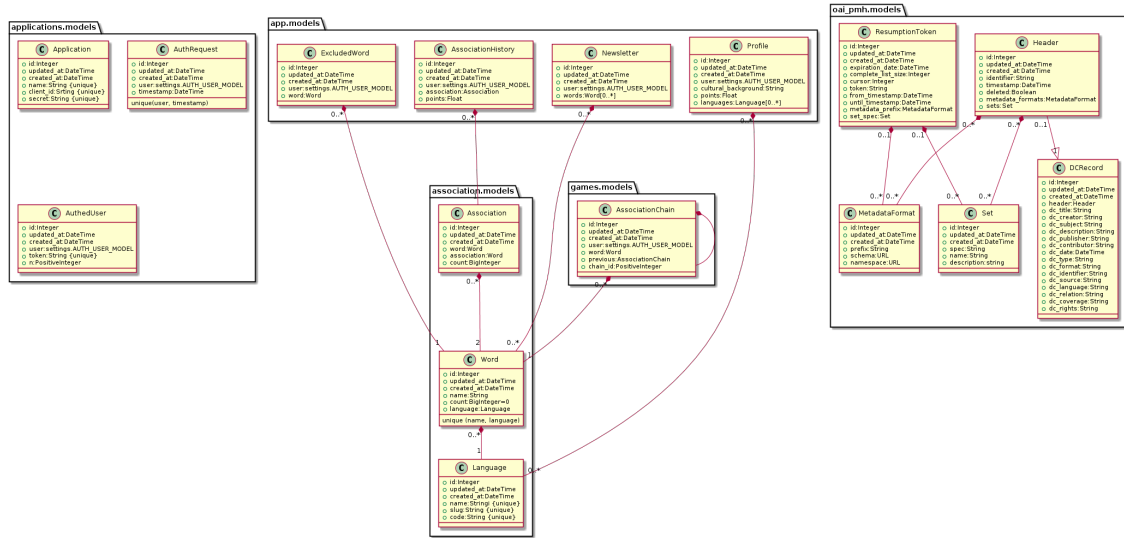 applications.models
C Application
id:Integer
updated_at:DateTime
created_at:DateTime
name:String {unique}
client_id:Srting {unique}
secret:String {unique}
C AuthRequest
id:Integer
updated_at:DateTime
created_at:DateTime
user:settings.AUTH_USER_MODEL
timestamp:DateTime
unique(user, timestamp)
C AuthedUser
id:Integer
updated_at:DateTime
created_at:DateTime
user:settings.AUTH_USER_MODEL
token:String {unique}
n:PositiveInteger
app.models
C ExcludedWord
id:Integer
updated_at:DateTime
created_at:DateTime
user:settings.AUTH_USER_MODEL
word:Word
C AssociationHistory
id:Integer
updated_at:DateTime
created_at:DateTime
user:settings.AUTH_USER_MODEL
association:Association
points:Float
C Newsletter
id:Integer
updated_at:DateTime
created_at:DateTime
user:settings.AUTH_USER_MODEL
words:Word[0..*]
C Profile
id:Integer
updated_at:DateTime
created_at:DateTime
user:settings.AUTH_USER_MODEL
cultural_background:String
points:Float
languages:Language[0..*]
0..*
0..*
0..*
0..*
association.models
1
C Association
id:Integer
updated_at:DateTime
created_at:DateTime
word:Word
association:Word
count:BigInteger
0..*
games.models
C AssociationChain
id:Integer
updated_at:DateTime
created_at:DateTime
user:settings.AUTH_USER_MODEL
word:Word
previous:AssociationChain
chain_id:PositiveInteger
0..*
1
2
0..*
1
C Word
id:Integer
updated_at:DateTime
created_at:DateTime
name:String
count:BigInteger=0
language:Language
unique (name, language)
0..*
1
0..*
C Language
id:Integer
updated_at:DateTime
created_at:DateTime
name:Stringl {unique}
slug:String {unique}
code:String {unique}
oai_pmh.models
C ResumptionToken
id:Integer
updated_at:DateTime
created_at:DateTime
expiration_date:DateTime
complete_list_size:Integer
cursor:Integer
token:String
from_timestamp:DateTime
until_timestamp:DateTime
metadata_prefix:MetadataFormat
set_spec:Set
C Header
id:Integer
updated_at:DateTime
created_at:DateTime
identifier:String
timestamp:DateTime
deleted:Boolean
metadata_formats:MetadataFormat
sets:Set
0..1
0..1
0..*
0..*
0..1
1
0..*
0..*
0..*
0..*
C MetadataFormat
id:Integer
updated_at:DateTime
created_at:DateTime
prefix:String
schema:URL
namespace:URL
C Set
id:Integer
updated_at:DateTime
created_at:DateTime
spec:String
name:String
description:string
C DCRecord
id:Integer
updated_at:DateTime
created_at:DateTime
header:Header
dc_title:String
dc_creator:String
dc_subject:String
dc_description:String
dc_publisher:String
dc_contributor:String
dc_date:DateTime
dc_type:String
dc_format:String
dc_identifier:String
dc_source:String
dc_language:String
dc_relation:String
dc_coverage:String
dc_rights:String